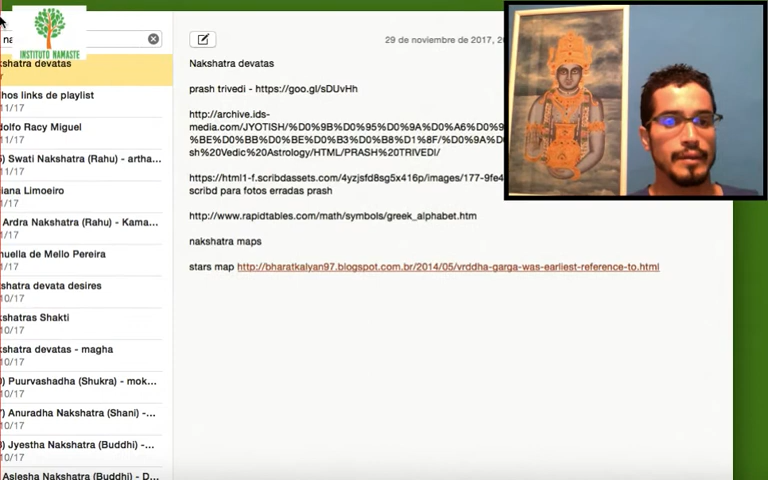 INSTITUTO NAMASTE
na
kshatra devatas
7
hos links de playlist
11/17
dolfo Racy Miguel
11/17
) Swati Nakshatra (Rahu) - artha...
11/17
iana Limoeiro
11/17
Ardra Nakshatra (Rahu) - Kama...
11/17
nuella de Mello Pereira
1/17
shatra devata desires
10/17
shatras Shakti
10/17
shatra devatas - magha
10/17
) Puurvashadha (Shukra) - mok...
10/17
) Anuradha Nakshatra (Shani) -...
10/17
) Jyestha Nakshatra (Buddhi) -...
10/17
Aslesha Nakshatra (Buddhi) - D...
29 de noviembre de 2017, 20
Nakshatra devatas
prash trivedi - https://goo.gl/sDUvHh
http://archive.ids-
media.com/JYOTISH/%D0%9B%D0%95%D0%9A%D0%A6%D0%9
%BE%D0%BB%D0%BE%D0%B3%D0%B8%D1%8F/%D0%9A%D
sh%20Vedic%20Astrology/HTML/PRASH%20TRIVEDI/
https://html1-f.scribdassets.com/4yzjsfd8sg5x416p/images/177-9fe4
scribd para fotos erradas prash
http://www.rapidtables.com/math/symbols/greek_alphabet.htm
nakshatra maps
stars map http://bharatkalyan97.blogspot.com.br/2014/05/vrddha-garga-was-earliest-reference-to.html